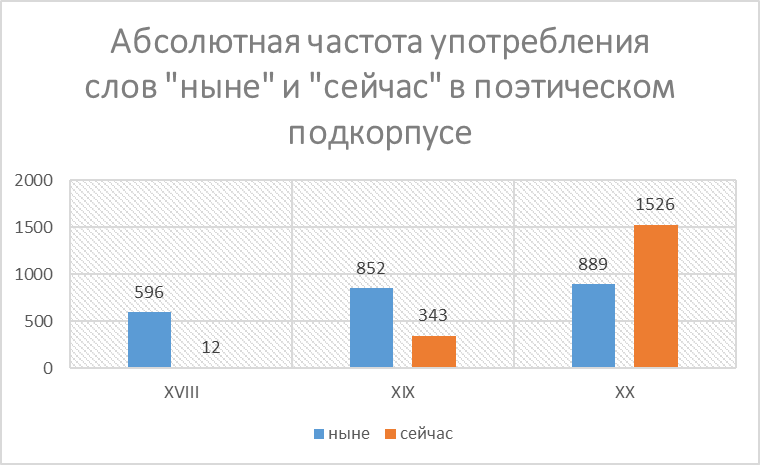 Абсолютная частота употребления
слов "ныне" и "сейчас" в поэтическом
подкорпусе
2000
1500
1000
500
0
596
12
852
343
889
1526
XVIII
XIX
XX
ныне
сейчас